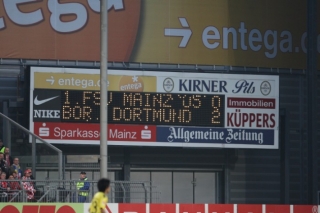 entega.de
entega.de
KIRNER Pils
NIKE
1.FSV MAINZ 05 0
BOR. DORTMUND 2
Immobilien
KÜPPERS
Sparkasse Mainz
Allgemeine Zeitung